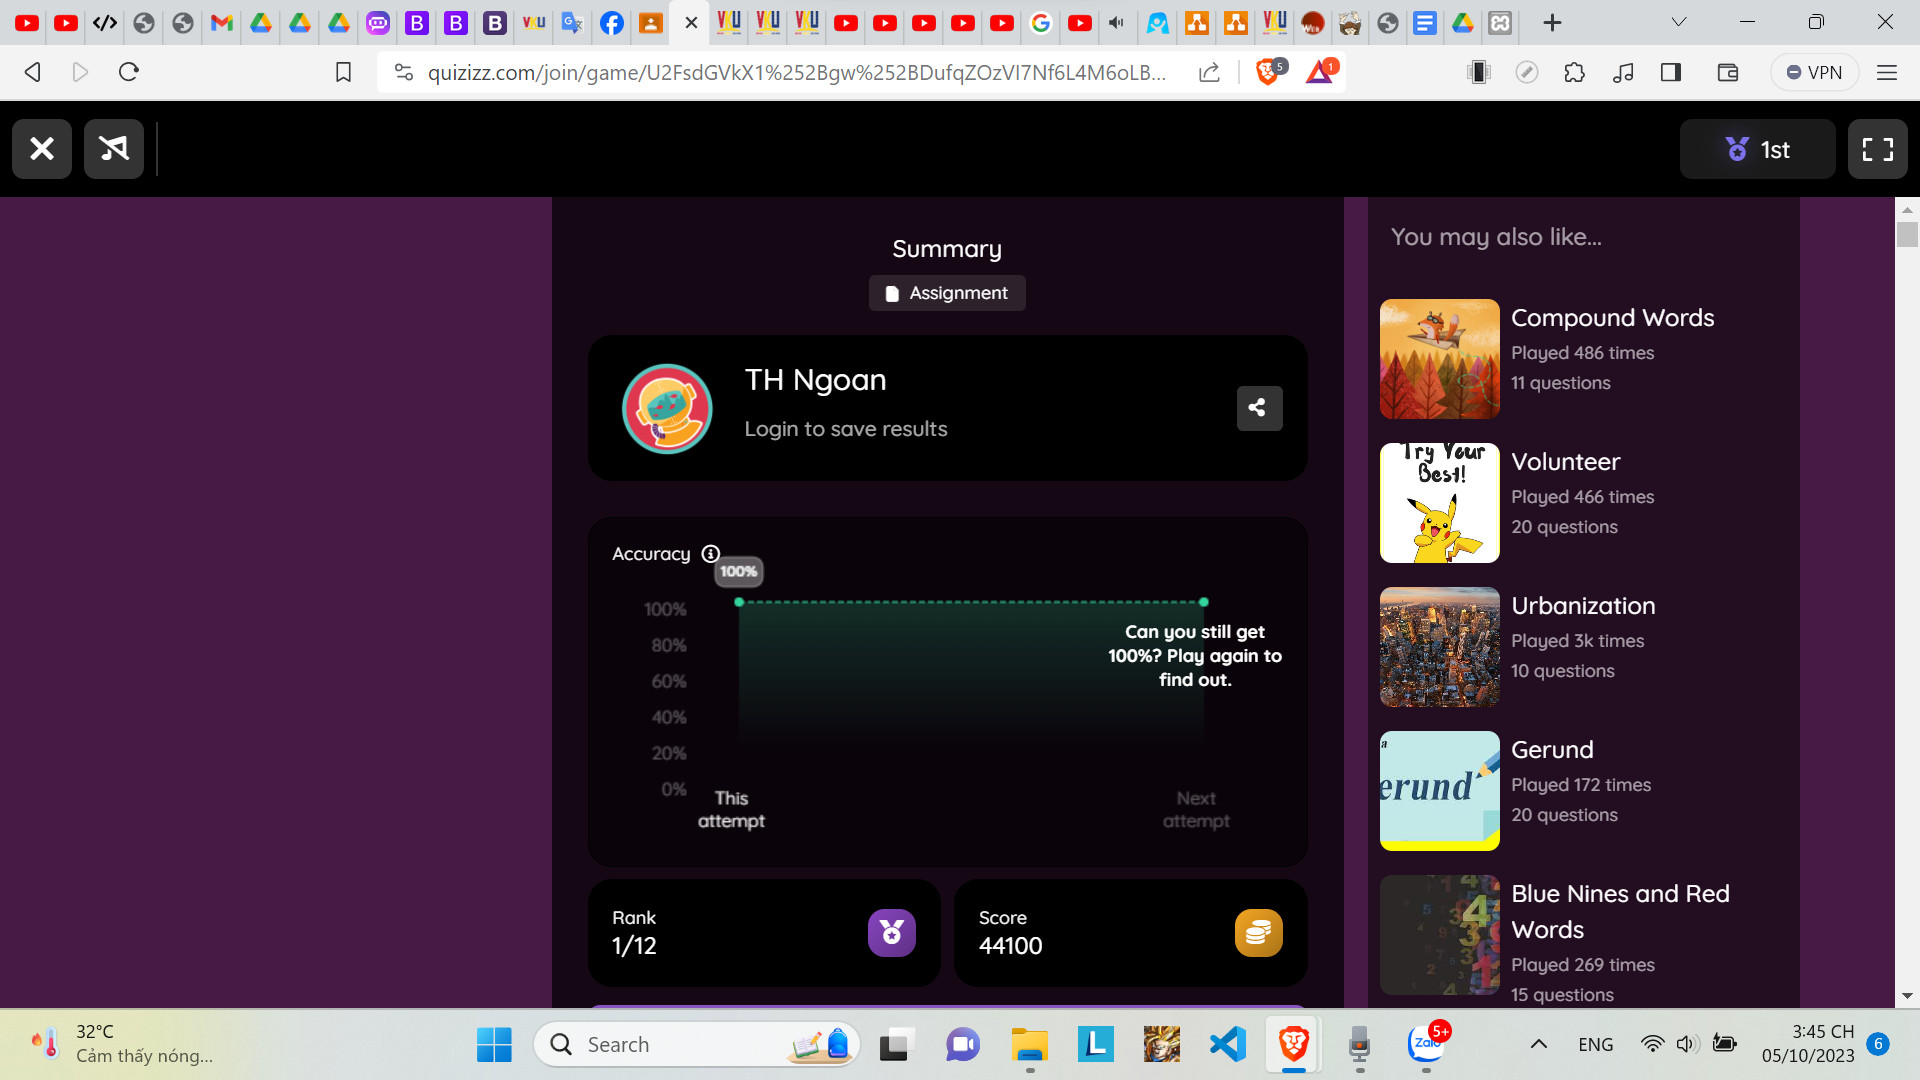 quizizz.com/join/game/U2FsdGVkX1%252Bgw%252BDufqZOzVI7Nf6L4M6oLB...
5
1
VPN
1st
Summary
Assignment
TH Ngoan
Login to save results
Accuracy
100%
100%
80%
60%
40%
20%
0%
Can you still get
100%? Play again to
find out.
This
attempt
Next
attempt
Rank
1/12
Score
44100
You may also like...
Compound Words
Played 486 times
11 questions
Try Your
Best!
Volunteer
Played 466 times
20 questions
Urbanization
Played 3k times
10 questions
a
erund
Gerund
Played 172 times
20 questions
Blue Nines and Red
Words
Played 269 times
15 questions
32°C
Cảm thấy nóng...
Search
L
Zalo
5+
ENG
3:45 CH
05/10/2023
6